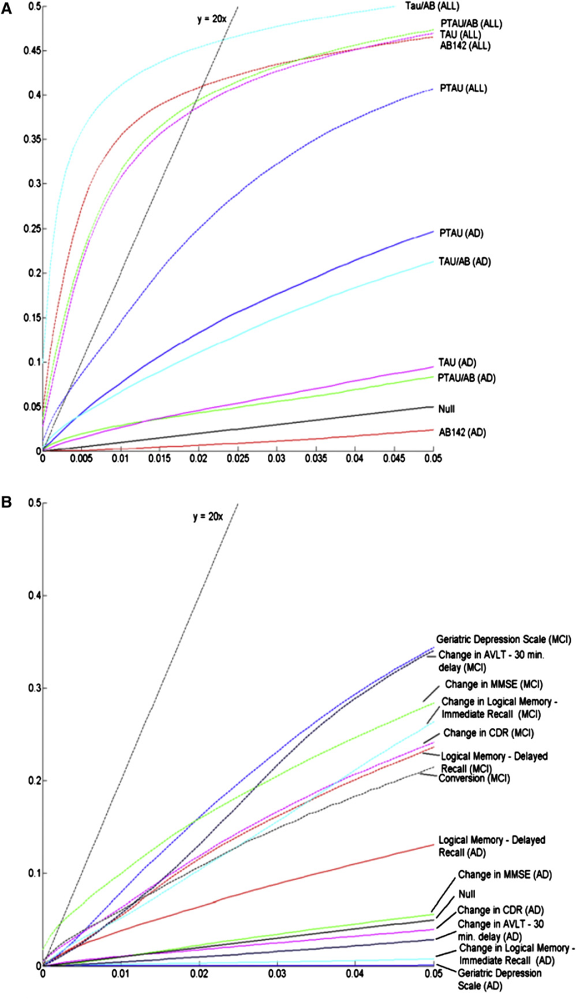 A
0.5
0.45
0.4
0.35
0.3
0.25
0.2
0.15
0.1
0.05
0
y = 20x
Tau/AB (ALL)
PTAU/AB (ALL)
TAU (ALL)
AB142 (ALL)
PTAU (ALL)
PTAU (AD)
TAU/AB (AD)
TAU (AD)
PTAU/AB (AD)
Null
AB142 (AD)
0 0.005 0.01 0.015 0.02 0.025 0.03 0.035 0.04 0.045 0.05
B
0.5
0.4
0.3
0.2
0.1
0
y = 20x
Geriatric Depression Scale (MCI)
Change in AVLT - 30 min.
delay (MCI)
Change in MMSE (MCI)
Change in Logical Memory -
Immediate Recall (MCI)
Change in CDR (MCI)
Logical Memory - Delayed
Recall (MCI)
Conversion (MCI)
Logical Memory - Delayed
Recall (AD)
Change in MMSE (AD)
Null
Change in CDR (AD)
Change in AVLT - 30
min. delay (AD)
Change in Logical Memory -
Immediate Recall (AD)
Geriatric Depression
Scale (AD)
0 0.01 0.02 0.03 0.04 0.05